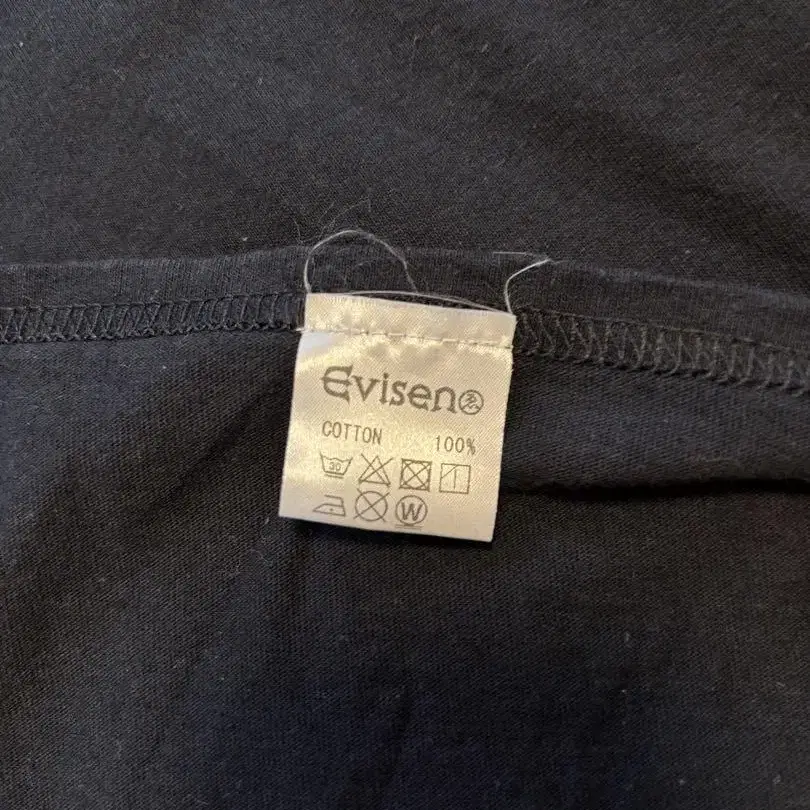 Evisen
COTTON 100%
30
W